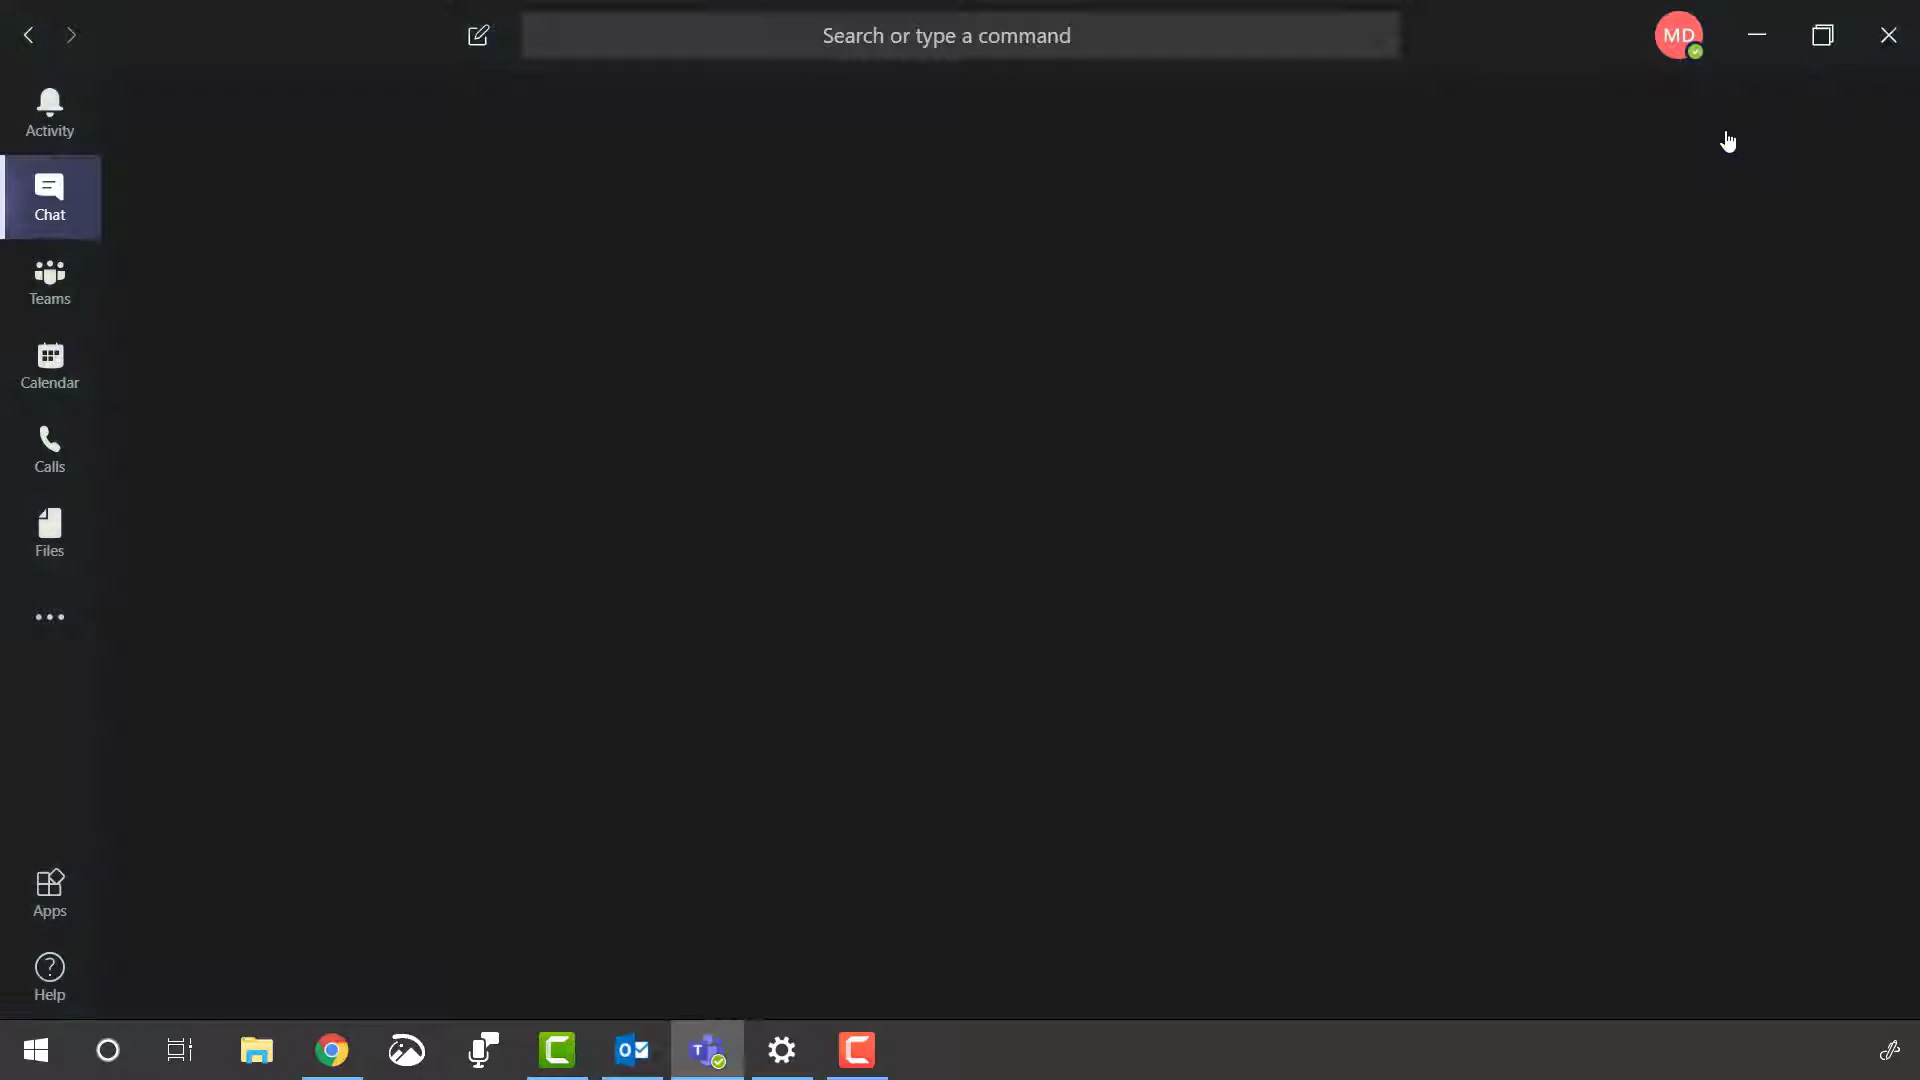 Search or type a command
MD
Activity
Chat
Teams
Calendar
Calls
Files
Apps
Help